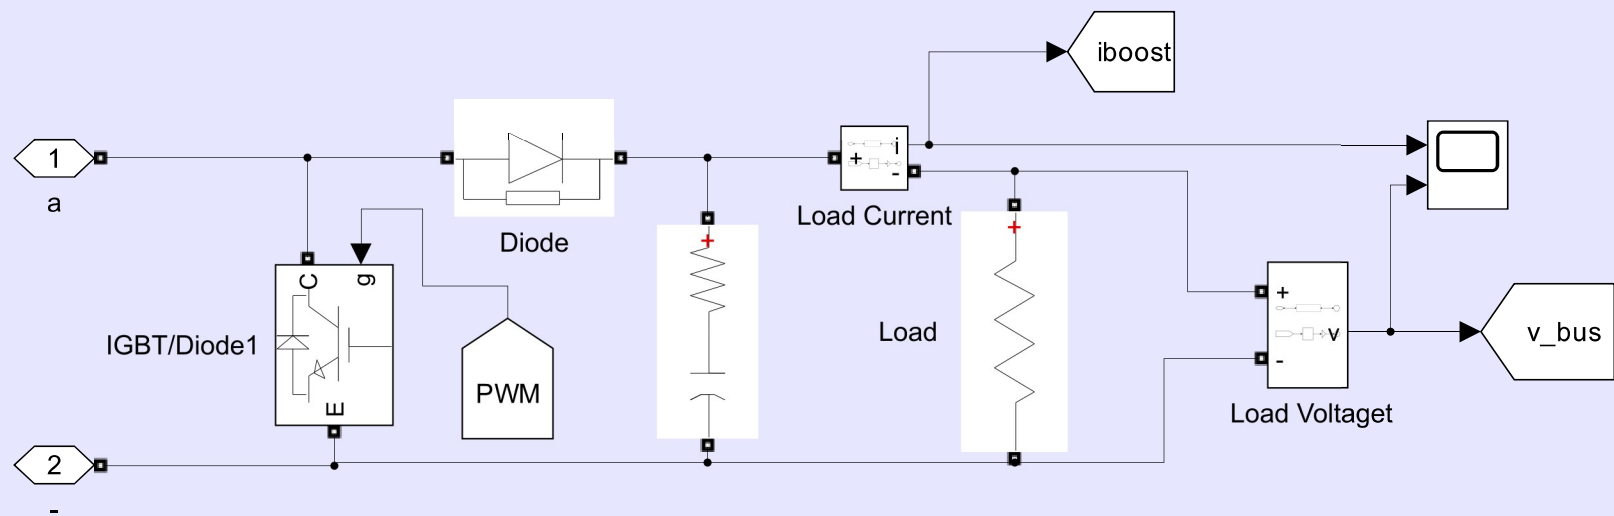 iboost
1
a
i
+
-
Load Current
Diode
+
+
C
g
IGBT/Diode1
E
PWM
Load
+
v
-
Load Voltaget
v_bus
2
-